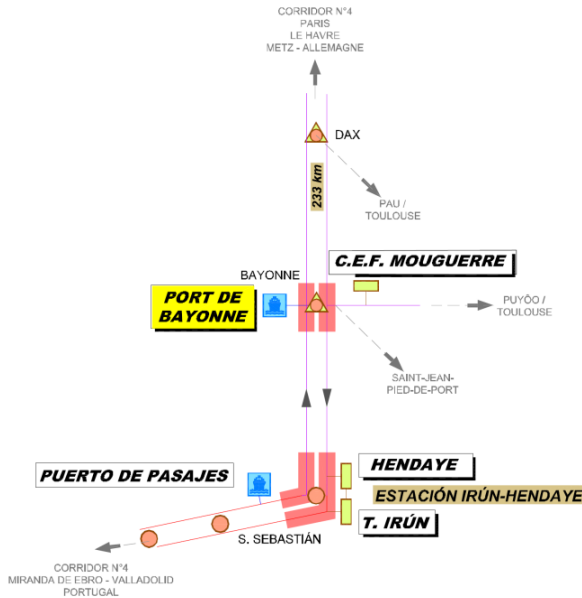 CORRIDOR Nº4
PARIS
LE HAVRE
METZ - ALLEMAGNE
DAX
233 km
PAU /
TOULOUSE
C.E.F. MOUGUERRE
BAYONNE
PORT DE
BAYONNE
PUYÔO /
TOULOUSE
SAINT-JEAN-
PIED-DE-PORT
PUERTO DE PASAJES
HENDAYE
ESTACIÓN IRÚN-HENDAYE
T. IRÚN
S. SEBASTIÁN
CORRIDOR Nº4
MIRANDA DE EBRO - VALLADOLID
PORTUGAL